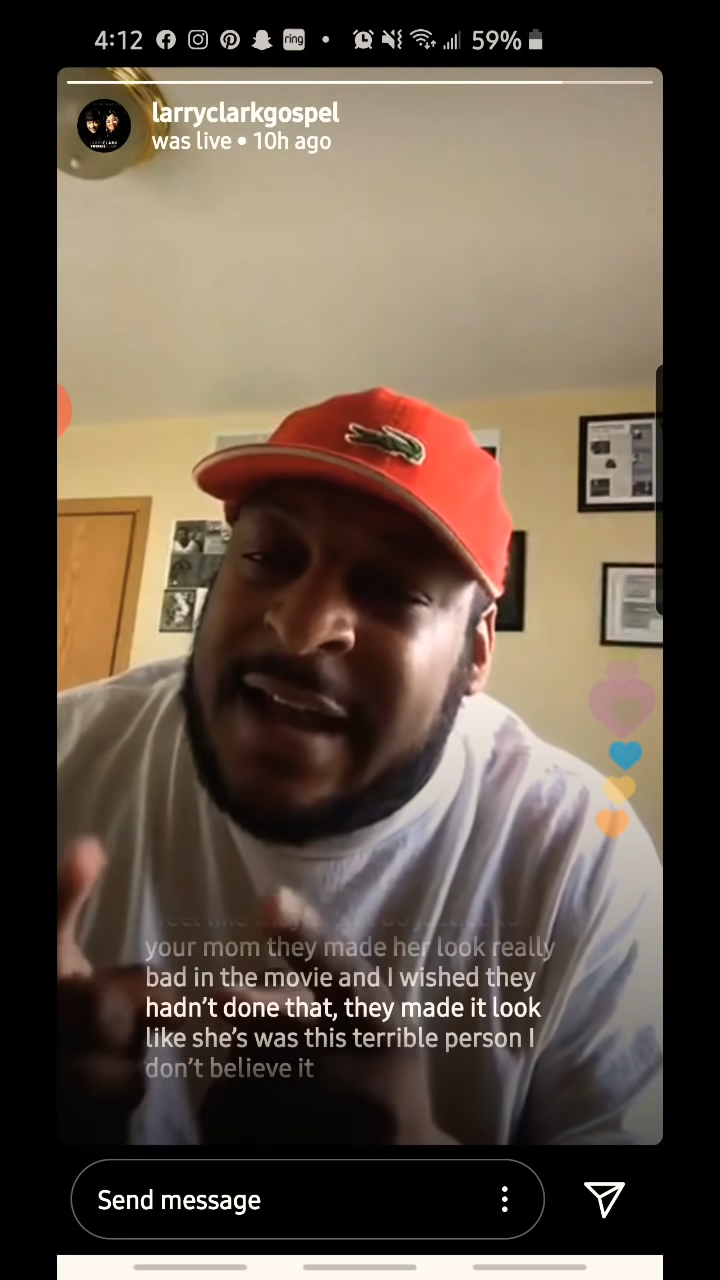 4:12 ring • 59%
larryclarkgospel
was live • 10h ago
your mom they made her look really
bad in the movie and I wished they
hadn't done that, they made it look
like she's was this terrible person I
don't believe it
Send message